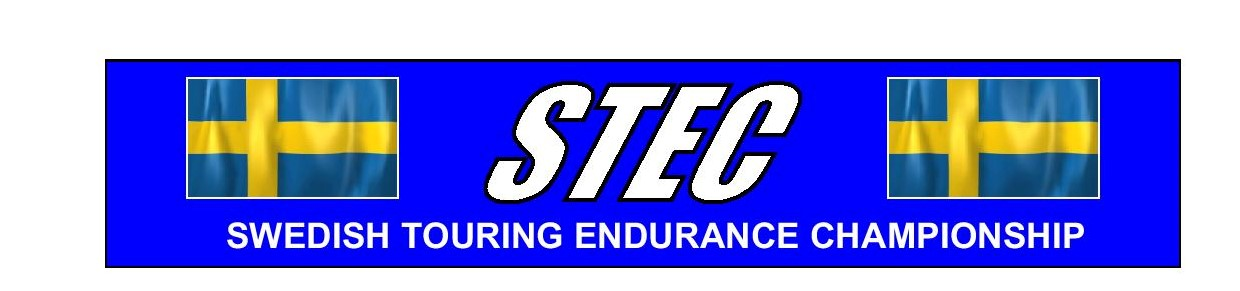 STEC
SWEDISH TOURING ENDURANCE CHAMPIONSHIP